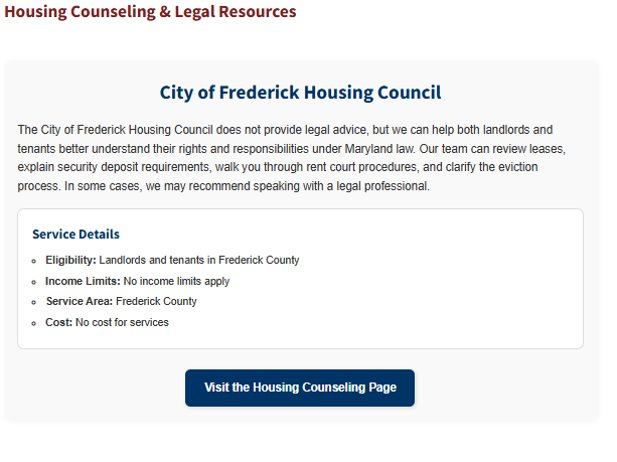 Housing Counseling & Legal Resources
City of Frederick Housing Council
The City of Frederick Housing Council does not provide legal advice, but we can help both landlords and
tenants better understand their rights and responsibilities under Maryland law. Our team can review leases,
explain security deposit requirements, walk you through rent court procedures, and clarify the eviction
process. In some cases, we may recommend speaking with a legal professional.
Service Details
Eligibility: Landlords and tenants in Frederick County
Income Limits: No income limits apply
Service Area: Frederick County
Cost: No cost for services
Visit the Housing Counseling Page